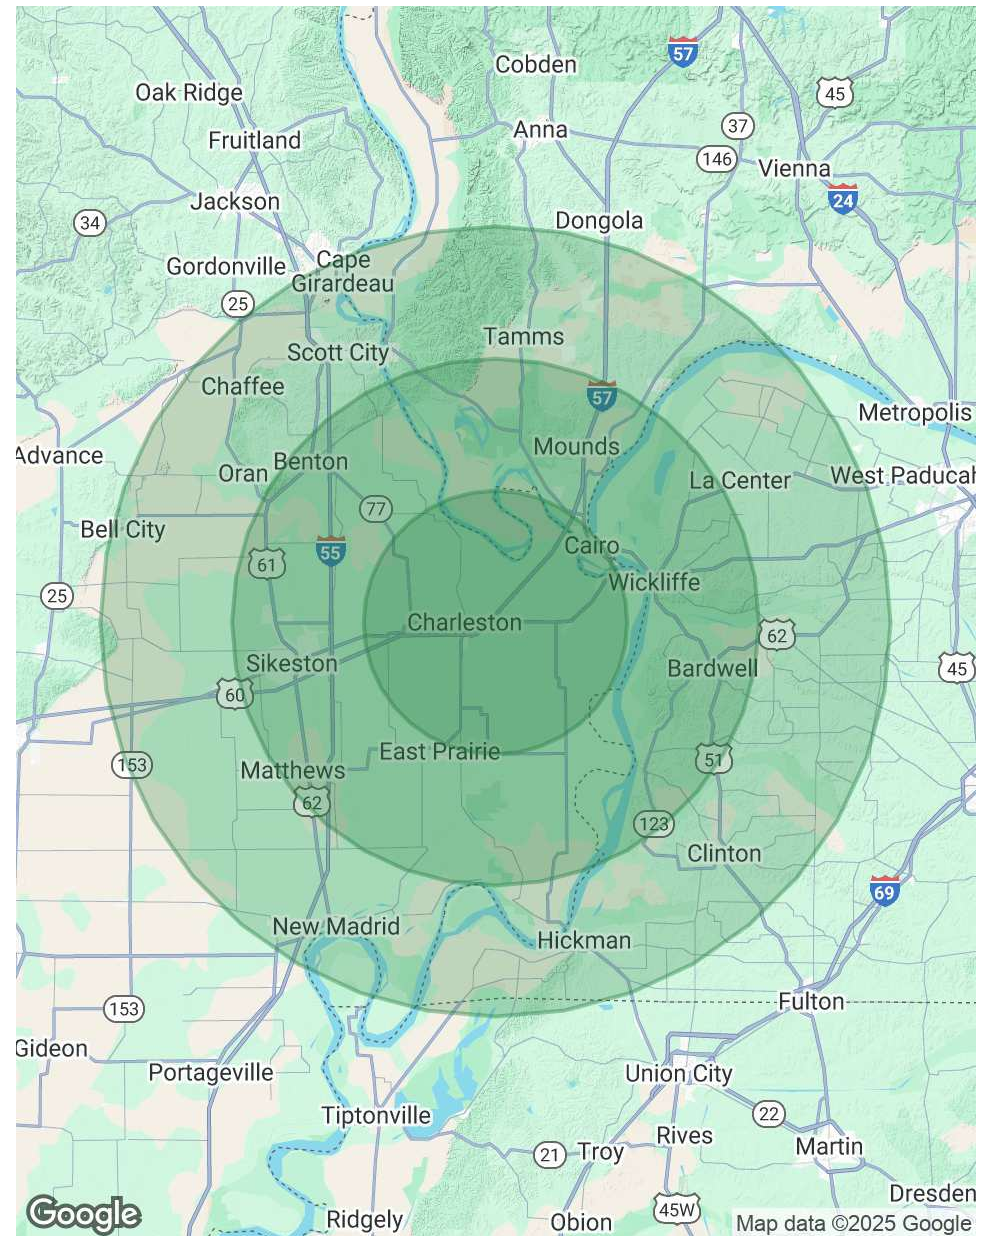 57
Cobden
45
Oak Ridge
37
Anna
Fruitland
146
Vienna
24
Jackson
34
Dongola
Cape
Girardeau
Gordonville
25
Tamms
Scott City
Chaffee
57
Metropolis
Mounds
Advance
Oran
Benton
La Center
West Paducah
77
Bell City
Cairo
55
61
Wickliffe
25
Charleston
62
Sikeston
Bardwell
45
60
East Prairie
51
153
Matthews
62
123
Clinton
69
New Madrid
Hickman
Fulton
153
Gideon
Portageville
Union City
Tiptonville
22
Rives
Troy
21
Martin
Dresden
45W
Google
Ridgely
Obion
Map data ©2025 Google